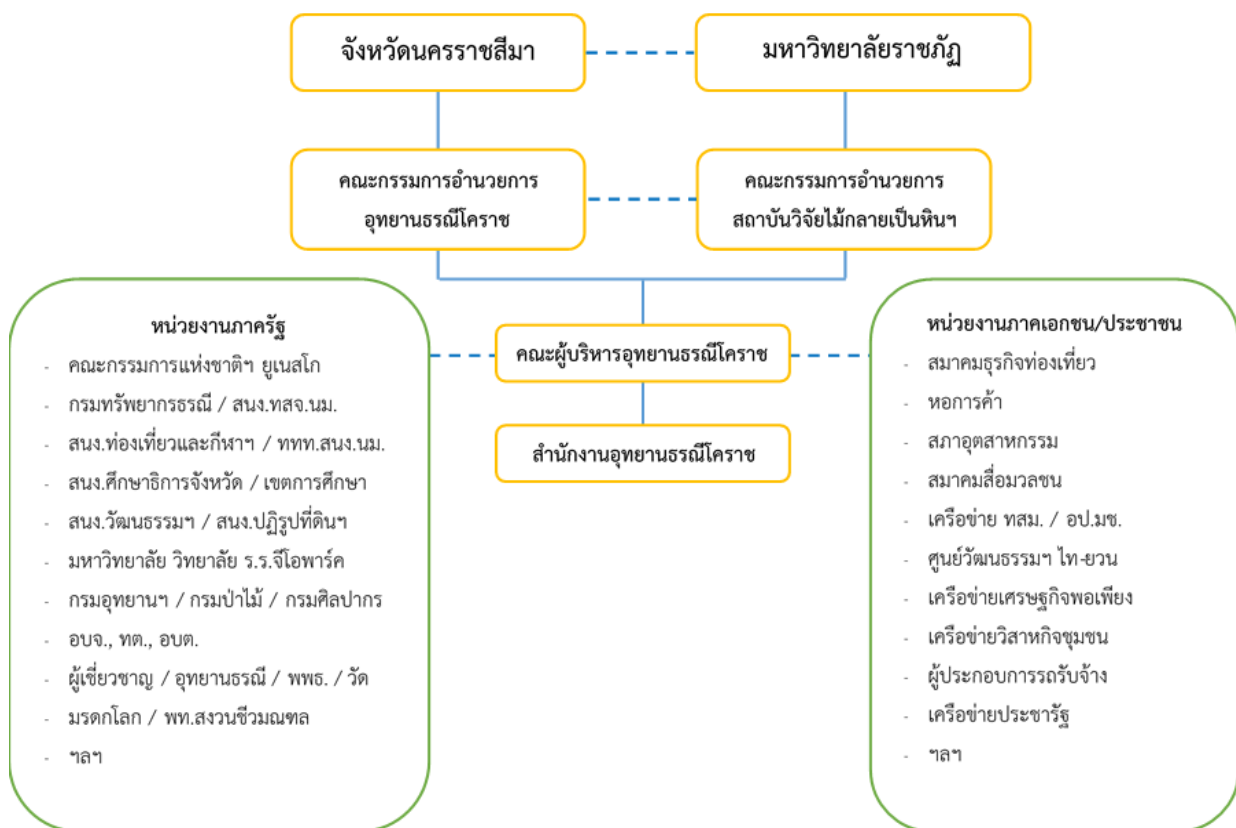 จังหวัดนครราชสีมา
มหาวิทยาลัยราชภัฏ
คณะกรรมการอำนวยการ
อุทยานธรณีโคราช
คณะกรรมการอำนวยการ
สถาบันวิจัยไม้กลายเป็นหินฯ
หน่วยงานภาครัฐ
- คณะกรรมการแห่งชาติฯ ยูเนสโก
- กรมทรัพยากรธรณี / สนง.ทสจ.นม.
- สนง.ท่องเที่ยวและกีฬาฯ / ททท.สนง.นม.
- สนง.ศึกษาธิการจังหวัด / เขตการศึกษา
- สนง.วัฒนธรรมฯ / สนง.ปฏิรูปที่ดินฯ
- มหาวิทยาลัย วิทยาลัย ร.ร.จีโอพาร์ค
- กรมอุทยานฯ / กรมป่าไม้ / กรมศิลปากร
- อบจ., ทต., อบต.
- ผู้เชี่ยวชาญ / อุทยานธรณี / พพธ. / วัด
- มรดกโลก / พท.สงวนชีวมณฑล
- ฯลฯ
คณะผู้บริหารอุทยานธรณีโคราช
สำนักงานอุทยานธรณีโคราช
หน่วยงานภาคเอกชน/ประชาชน
- สมาคมธุรกิจท่องเที่ยว
- หอการค้า
- สภาอุตสาหกรรม
- สมาคมสื่อมวลชน
- เครือข่าย ทสม. / อป.มช.
- ศูนย์วัฒนธรรมฯ ไท-ยวน
- เครือข่ายเศรษฐกิจพอเพียง
- เครือข่ายวิสาหกิจชุมชน
- ผู้ประกอบการรถรับจ้าง
- เครือข่ายประชารัฐ
- ฯลฯ